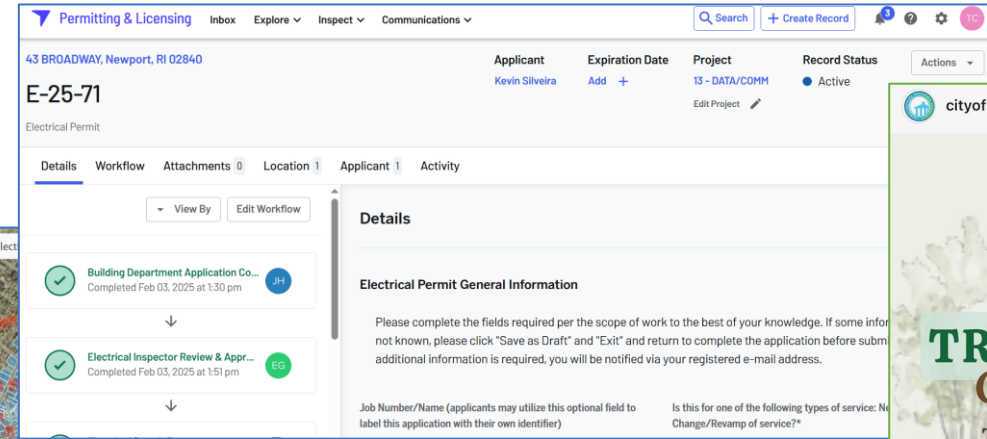 Permitting & Licensing Inbox Explore Inspect Communications Search + Create Record 3 TC
43 BROADWAY, Newport, RI 02840
E-25-71
Electrical Permit
Applicant
Kevin Silveira
Expiration Date
Add +
Project
13 - DATA/COMM
Edit Project
Record Status
Active
Actions
Details Workflow Attachments 0 Location 1 Applicant 1 Activity
View By Edit Workflow
Building Department Application Co...
Completed Feb 03, 2025 at 1:30 pm
JH
Electrical Inspector Review & Appr...
Completed Feb 03, 2025 at 1:51 pm
EG
Details
Electrical Permit General Information
Please complete the fields required per the scope of work to the best of your knowledge. If some infor
not known, please click "Save as Draft" and "Exit" and return to complete the application before subm
additional information is required, you will be notified via your registered e-mail address.
Job Number/Name (applicants may utilize this optional field to
label this application with their own identifier)
Is this for one of the following types of service: Ne
Change/Revamp of service?*
lect
cityof
TR